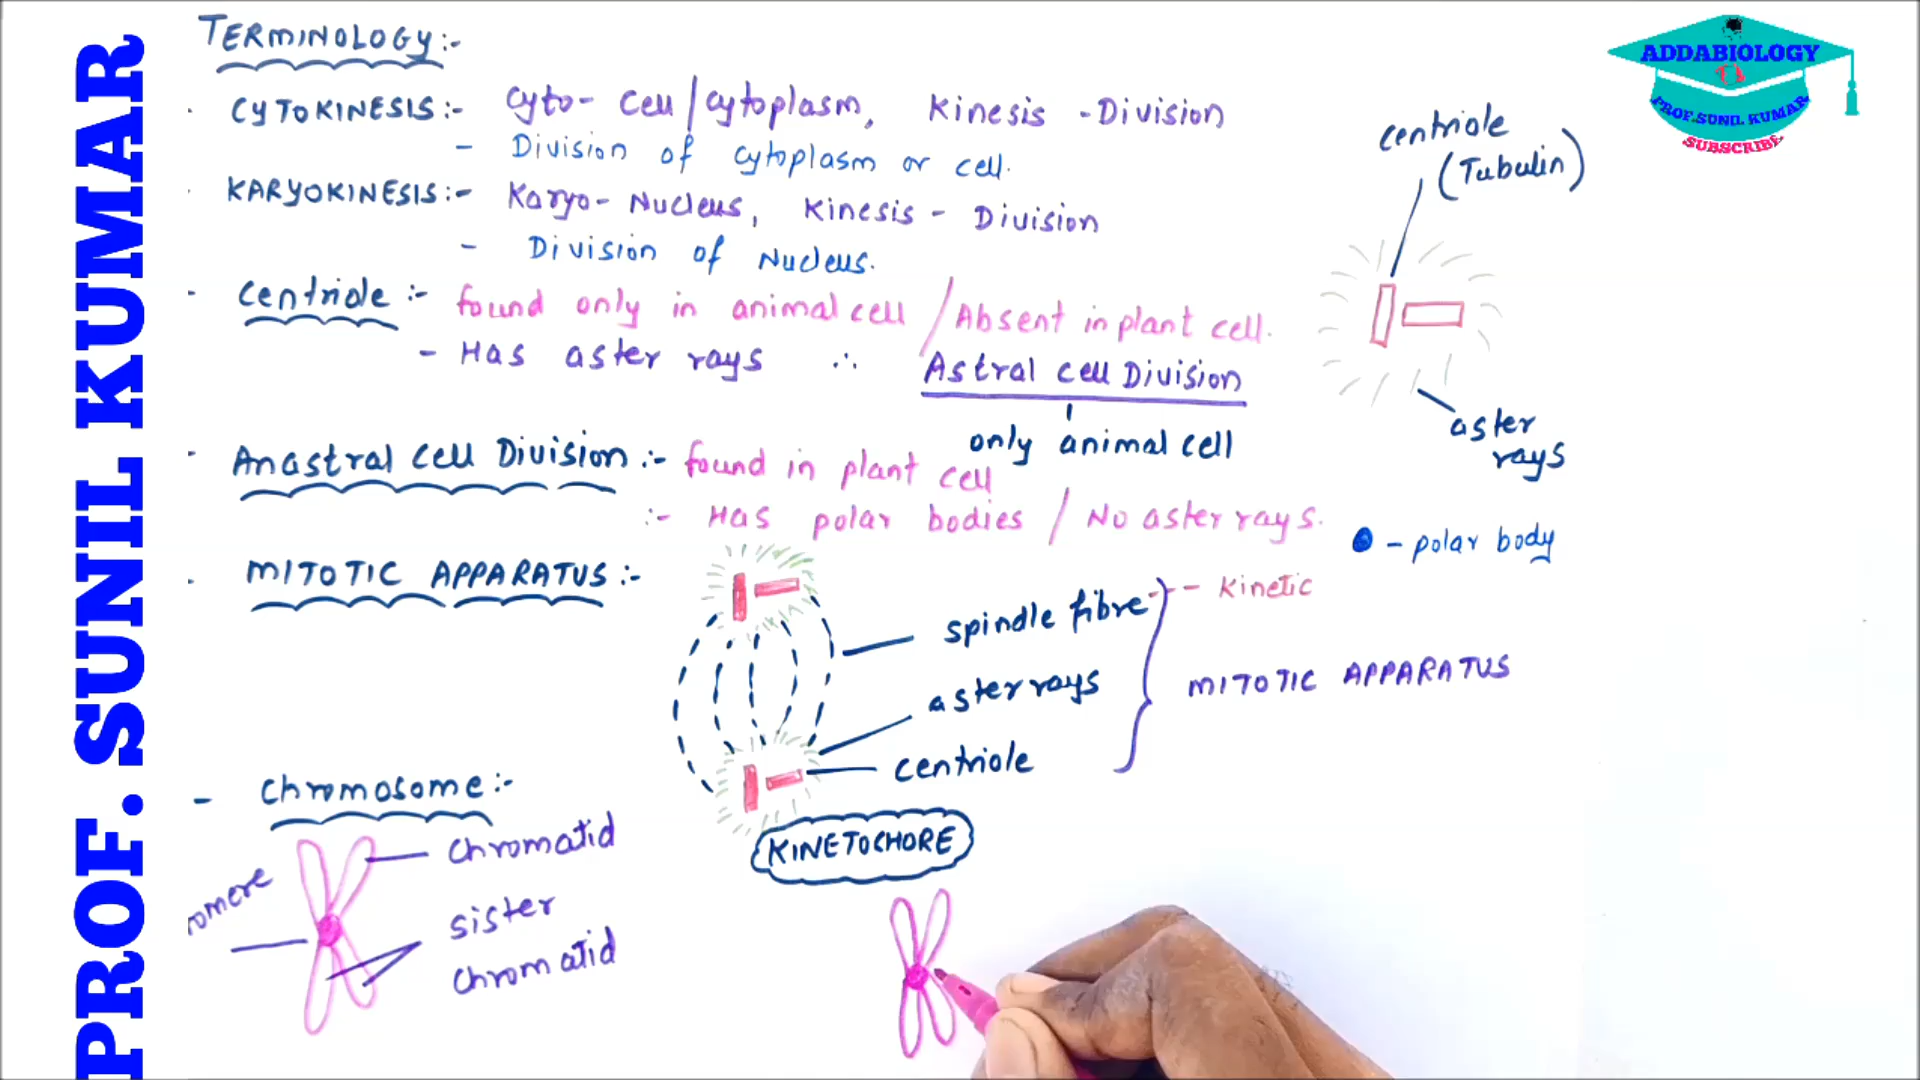 PROF. SUNIL KUMAR
TERMINOLOGY:-
ADDABIOLOGY
PROF.SUNIL KUMAR
SUBSCRIBE
CYTOKINESIS:- Cyto- Cell/cytoplasm, Kinesis -Division
- Division of cytoplasm or cell.
KARYOKINESIS:- Karyo- Nucleus, Kinesis - Division
- Division of Nucleus.
Centriole :- found only in animal cell / Absent in plant cell.
- Has aster rays ∴ Astral cell Division
only animal cell
centriole
(Tubulin)
aster
rays
Anastral Cell Division :- found in plant cell
:- Has polar bodies / No aster rays.
- polar body
MITOTIC APPARATUS:-
spindle fibre - - Kinetic
aster rays
MITOTIC APPARATUS
centriole
- Chromosome:-
chromatid
omere
sister
chromatid
KINETOCHORE